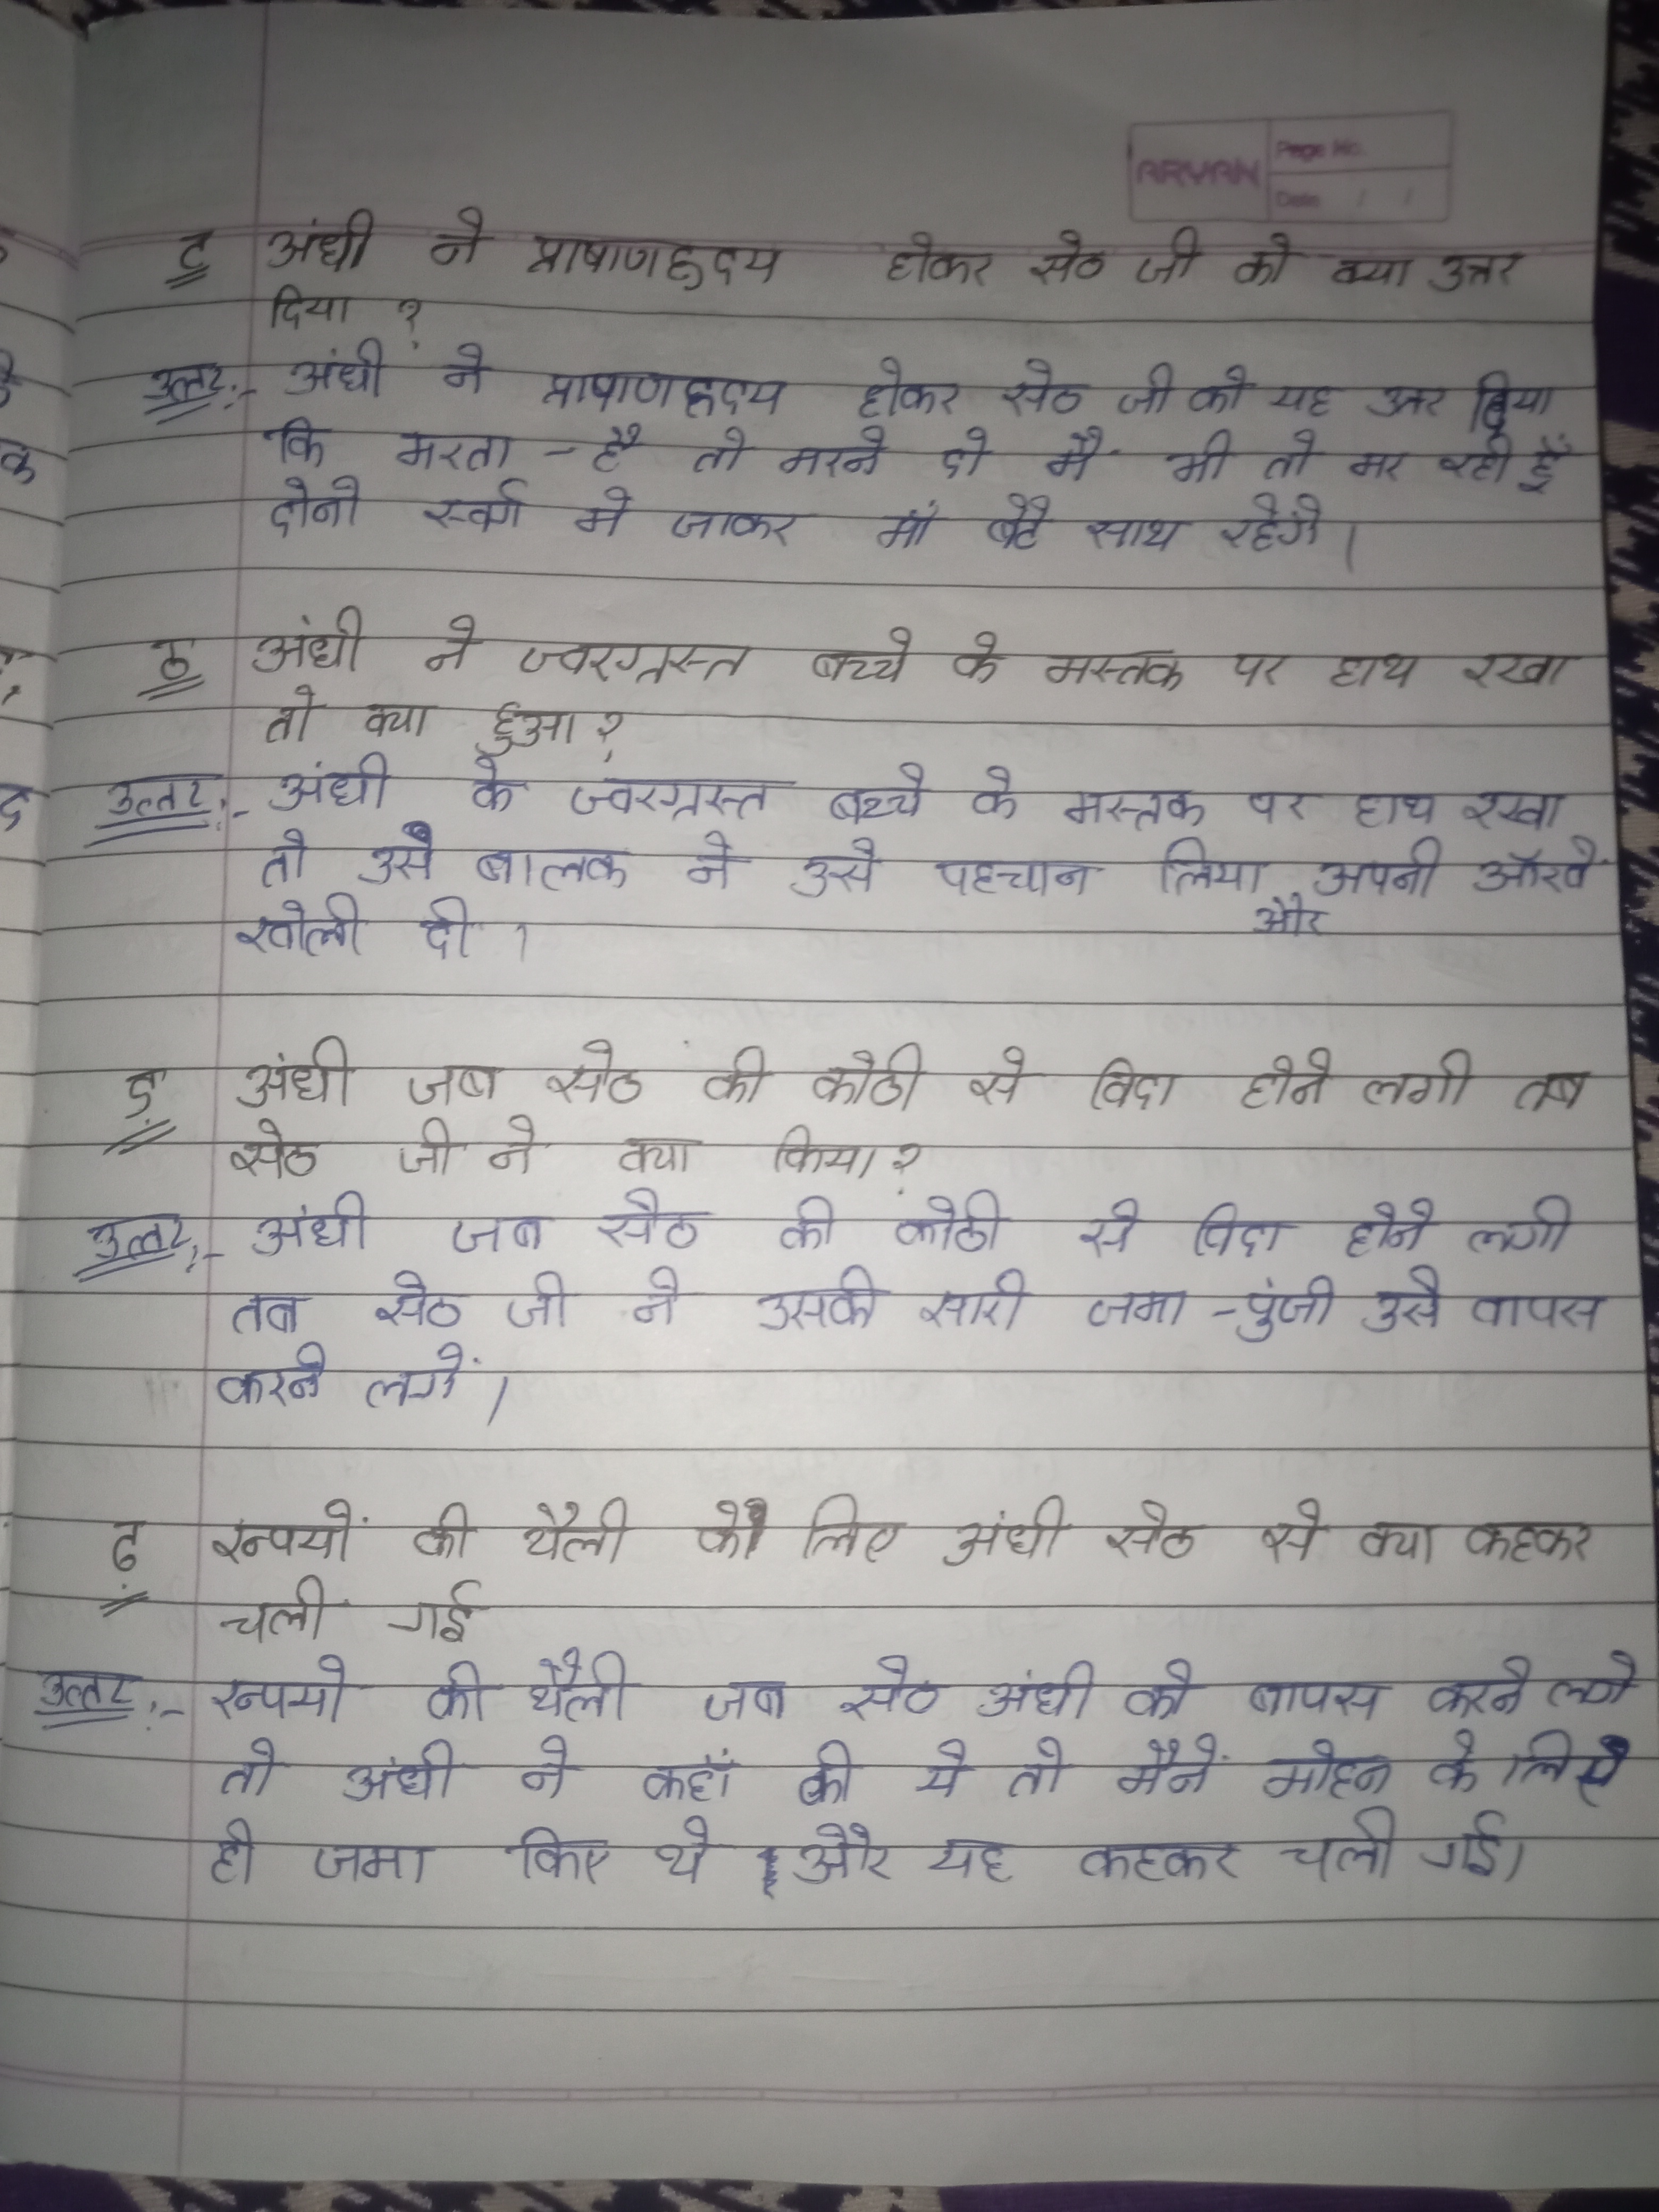 ARMAN Page No.
Date / /
ट अंधी ने पाषाणहृदय होकर सेठ जी को क्या उत्तर
दिया ?
उत्तर:- अंधी ने पाषाणहृदय होकर सेठ जी को यह उत्तर दिया
कि मरता - है तो मरने दो मैं भी तो मर रही हूँ
दोनो स्वर्ग मे जाकर माँ बेटे साथ रहेंगे।
ठ अंधी ने ज्वरग्रस्त बच्चे के मस्तक पर हाथ रखा
तो क्या हुआ ?
उत्तर:- अंधी के ज्वरग्रस्त बच्चे के मस्तक पर हाथ रखा
तो उसे बालक ने उसे पहचान लिया और अपनी ऑखें
खोली दी ।
ड अंधी जब सेठ की कोठी से विदा होने लगी तब
सेठ जी ने क्या किया ?
उत्तर:- अंधी जब सेठ की कोठी से विदा होने लगी
तब सेठ जी ने उसकी सारी जमा - पुंजी उसे वापस
करने लगें।
ढ रूपयों की थैली को लिए अंधी सेठ से क्या कहकर
चली गई
उत्तर:- रूपयो की थैली जब सेठ अंधी को बापस करने लगे
तो अंधी ने कहाँ की ये तो मैनें मोहन के लिए
ही जमा किए थे और यह कहकर चली गई।